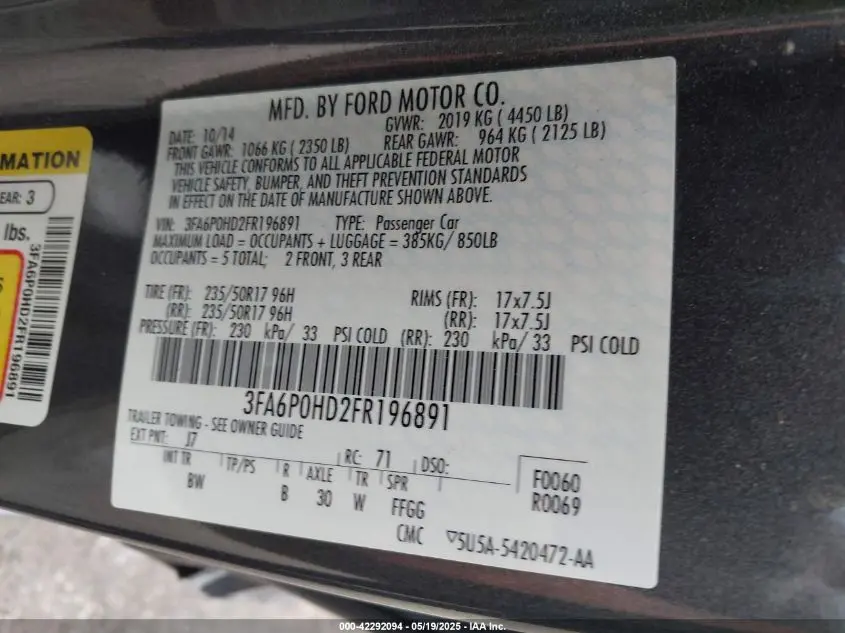 MFD. BY FORD MOTOR CO.
DATE: 10/14 GVWR: 2019 KG ( 4450 LB)
FRONT GAWR: 1066 KG ( 2350 LB) REAR GAWR: 964 KG ( 2125 LB)
THIS VEHICLE CONFORMS TO ALL APPLICABLE FEDERAL MOTOR
VEHICLE SAFETY, BUMPER, AND THEFT PREVENTION STANDARDS
IN EFFECT ON THE DATE OF MANUFACTURE SHOWN ABOVE.
VIN: 3FA6P0HD2FR196891 TYPE: Passenger Car
MAXIMUM LOAD = OCCUPANTS + LUGGAGE = 385KG/ 850LB
OCCUPANTS = 5 TOTAL; 2 FRONT, 3 REAR
TIRE (FR): 235/50R17 96H RIMS (FR): 17x7.5J
(RR): 235/50R17 96H (RR): 17x7.5J
PRESSURE (FR): 230 kPa/ 33 PSI COLD (RR): 230 kPa/ 33 PSI COLD
3FA6P0HD2FR196891
TRAILER TOWING - SEE OWNER GUIDE
EXT PNT: J7 RC: 71 DSO:
INT TR TP/PS R AXLE TR SPR F0060
BW B 30 W FFGG R0069
CMC ▽5U5A-5420472-AA
MATION
EAR: 3
lbs.
S
3FA6P0HD2FR196891
000-42292094 - 05/19/2025 - IAAI, Inc.